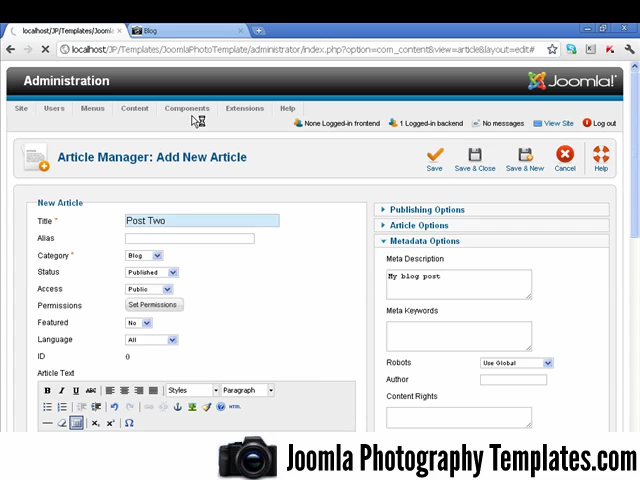 localhost/JP/Templates/Jooml...
Blog
localhost/JP/Templates/JoomlaPhotoTemplate/administrator/index.php?option=com_content&view=article&layout=edit#
Administration
Joomla!
Site Users Menus Content Components Extensions Help
None Logged-in frontend 1 Logged-in backend No messages View Site Log out
Article Manager: Add New Article
Save Save & Close Save & New Cancel Help
New Article
Title * Post Two
Alias
Category * Blog
Status Published
Access Public
Permissions Set Permissions
Featured No
Language All
ID 0
Article Text
B I U ABC Styles Paragraph
HTML
Publishing Options
Article Options
Metadata Options
Meta Description
My blog post
Meta Keywords
Robots Use Global
Author
Content Rights
Joomla Photography Templates.com